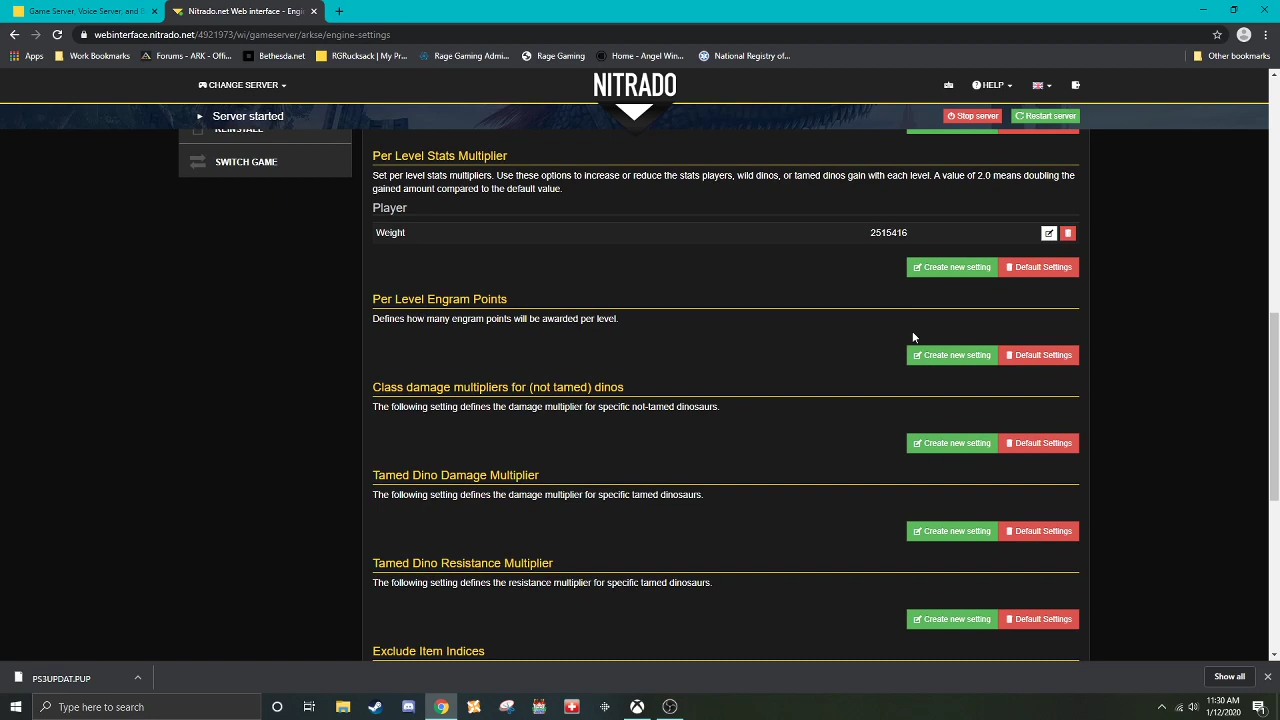 Game Server, Voice Server, and B
Nitrado.net Web interface - Engin
webinterface.nitrado.net/4921973/wi/gameserver/arkse/engine-settings
Apps
Work Bookmarks
Forums - ARK - Offi...
Bethesda.net
RGRucksack | My Pr...
Rage Gaming Admi...
Rage Gaming
Home - Angel Win...
National Registry of...
Other bookmarks
CHANGE SERVER
NITRADO
HELP
Server started
Stop server
Restart server
REINSTALL
SWITCH GAME
Per Level Stats Multiplier
Set per level stats multipliers. Use these options to increase or reduce the stats players, wild dinos, or tamed dinos gain with each level. A value of 2.0 means doubling the
gained amount compared to the default value.
Player
Weight 2515416
Create new setting Default Settings
Per Level Engram Points
Defines how many engram points will be awarded per level.
Create new setting Default Settings
Class damage multipliers for (not tamed) dinos
The following setting defines the damage multiplier for specific not-tamed dinosaurs.
Create new setting Default Settings
Tamed Dino Damage Multiplier
The following setting defines the damage multiplier for specific tamed dinosaurs.
Create new setting Default Settings
Tamed Dino Resistance Multiplier
The following setting defines the resistance multiplier for specific tamed dinosaurs.
Create new setting Default Settings
Exclude Item Indices
PS3UPDAT.PUP
Show all
Type here to search
11:30 AM
1/12/2020